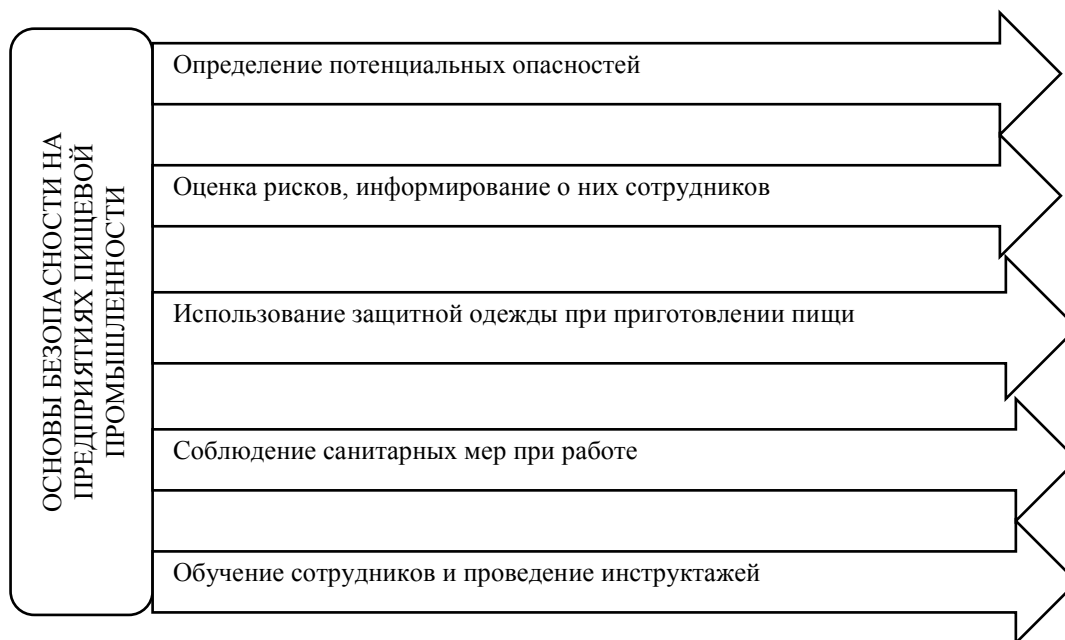 ОСНОВЫ БЕЗОПАСНОСТИ НА
ПРЕДПРИЯТИЯХ ПИЩЕВОЙ
ПРОМЫШЛЕННОСТИ
Определение потенциальных опасностей
Оценка рисков, информирование о них сотрудников
Использование защитной одежды при приготовлении пищи
Соблюдение санитарных мер при работе
Обучение сотрудников и проведение инструктажей